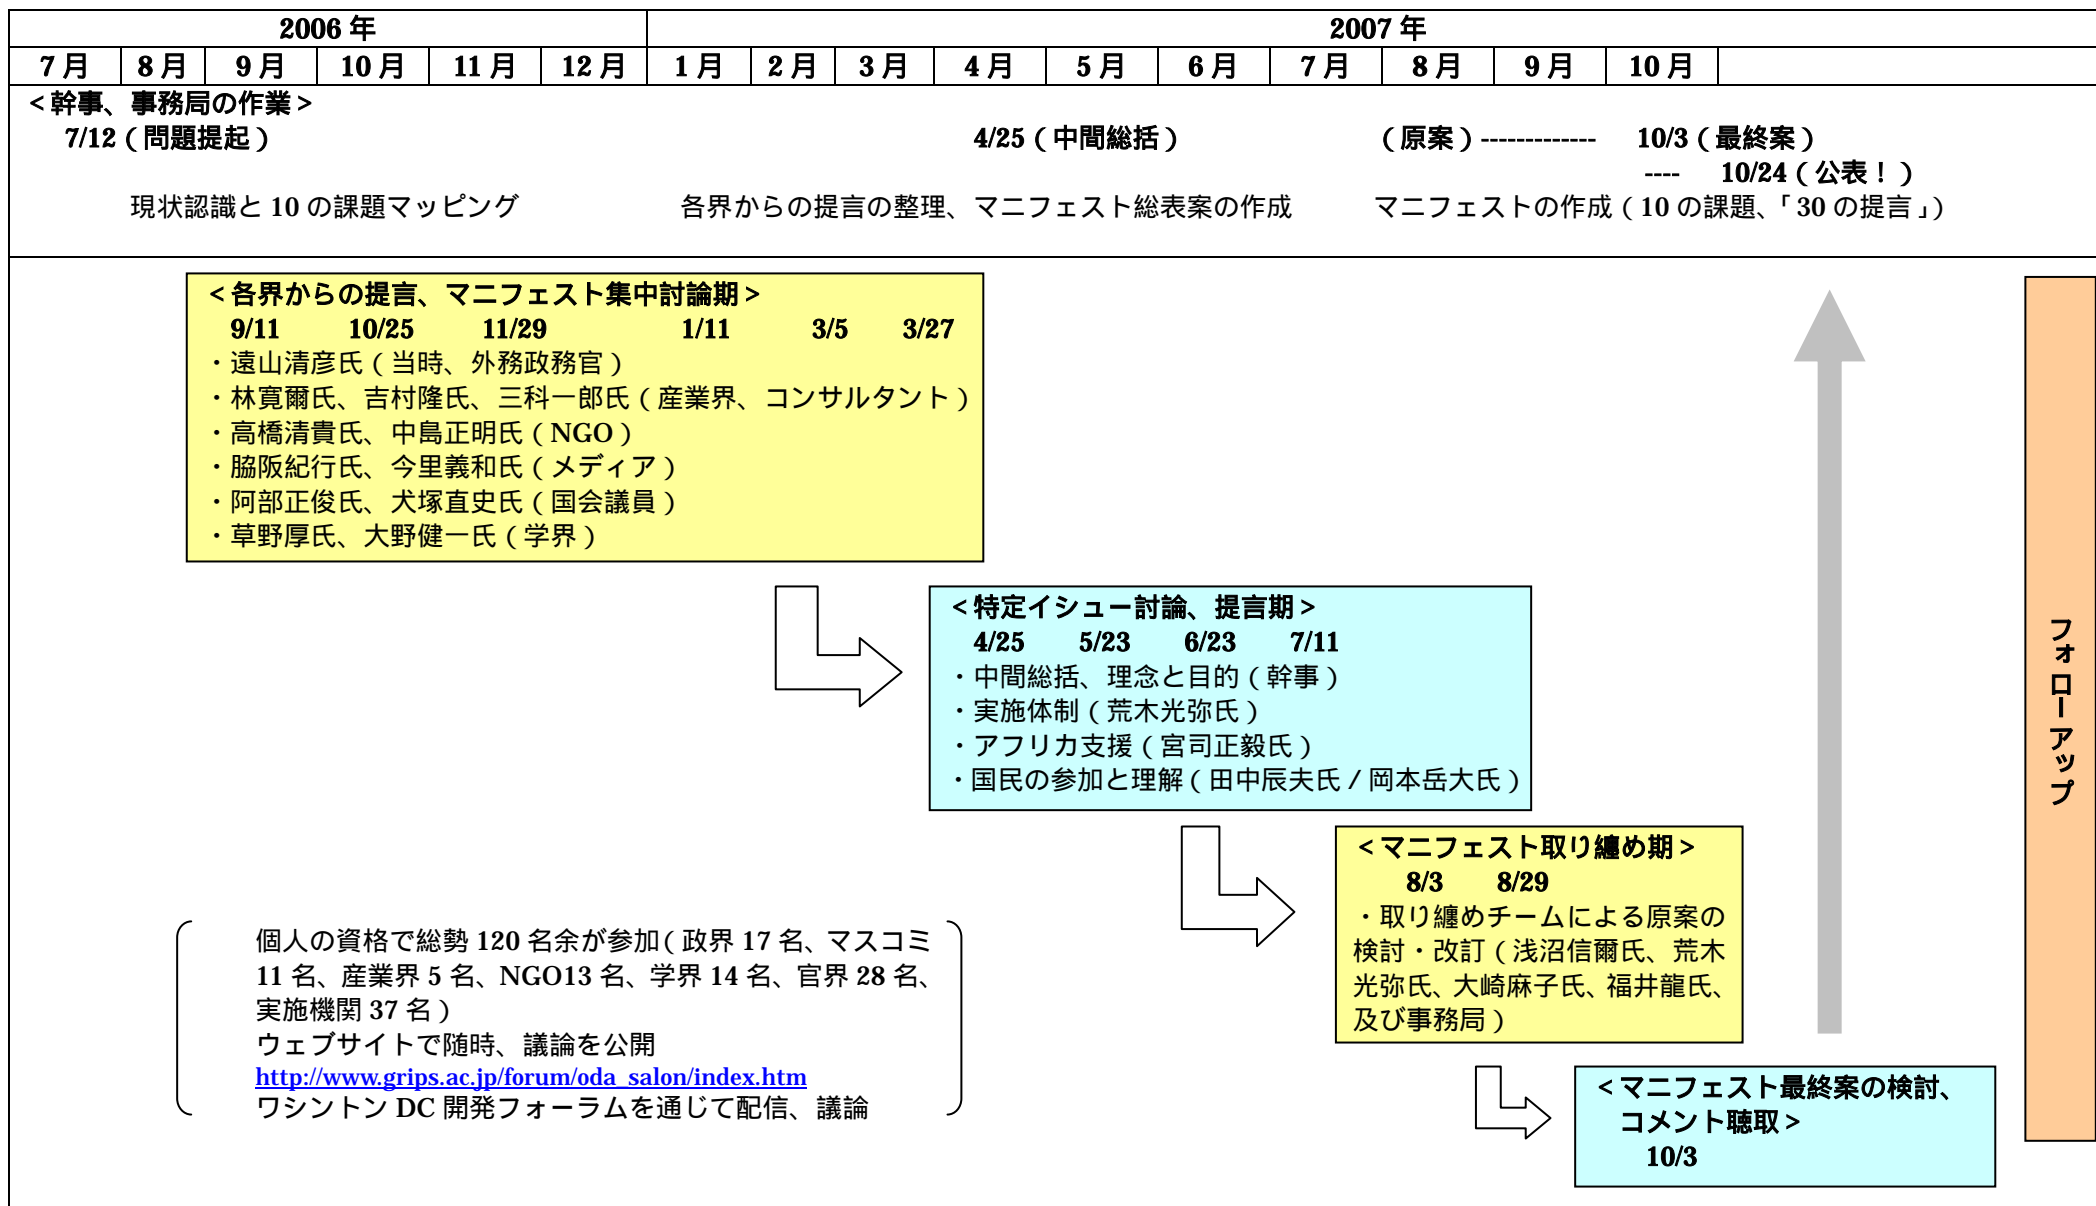 2006 年 2007 年
7 月 8 月 9 月 10 月 11 月 12 月 1 月 2 月 3 月 4 月 5 月 6 月 7 月 8 月 9 月 10 月
<幹事、事務局の作業>
7/12(問題提起) 4/25(中間総括) (原案)------------- 10/3(最終案)
---- 10/24(公表!)
現状認識と 10 の課題マッピング 各界からの提言の整理、マニフェスト総表案の作成 マニフェストの作成(10 の課題、「30 の提言」)
<各界からの提言、マニフェスト集中討論期>
9/11 10/25 11/29 1/11 3/5 3/27
・遠山清彦氏(当時、外務政務官)
・林寛爾氏、吉村隆氏、三科一郎氏(産業界、コンサルタント)
・高橋清貴氏、中島正明氏(NGO)
・脇阪紀行氏、今里義和氏(メディア)
・阿部正俊氏、犬塚直史氏(国会議員)
・草野厚氏、大野健一氏(学界)
<特定イシュー討論、提言期>
4/25 5/23 6/23 7/11
・中間総括、理念と目的(幹事)
・実施体制(荒木光弥氏)
・アフリカ支援(宮司正毅氏)
・国民の参加と理解(田中辰夫氏/岡本岳大氏)
<マニフェスト取り纏め期>
8/3 8/29
・取り纏めチームによる原案の
検討・改訂(浅沼信爾氏、荒木
光弥氏、大崎麻子氏、福井龍氏、
及び事務局)
<マニフェスト最終案の検討、
コメント聴取>
10/3
フォローアップ
個人の資格で総勢 120 名余が参加(政界 17 名、マスコミ
11 名、産業界 5 名、NGO13 名、学界 14 名、官界 28 名、
実施機関 37 名)
ウェブサイトで随時、議論を公開
http://www.grips.ac.jp/forum/oda_salon/index.htm
ワシントン DC 開発フォーラムを通じて配信、議論